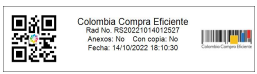 Colombia Compra Eficiente
Rad No. RS20221014012527
Anexos: No Con copia: No
Fecha: 14/10/2022 18:10:30
Colombia Compra Eficiente